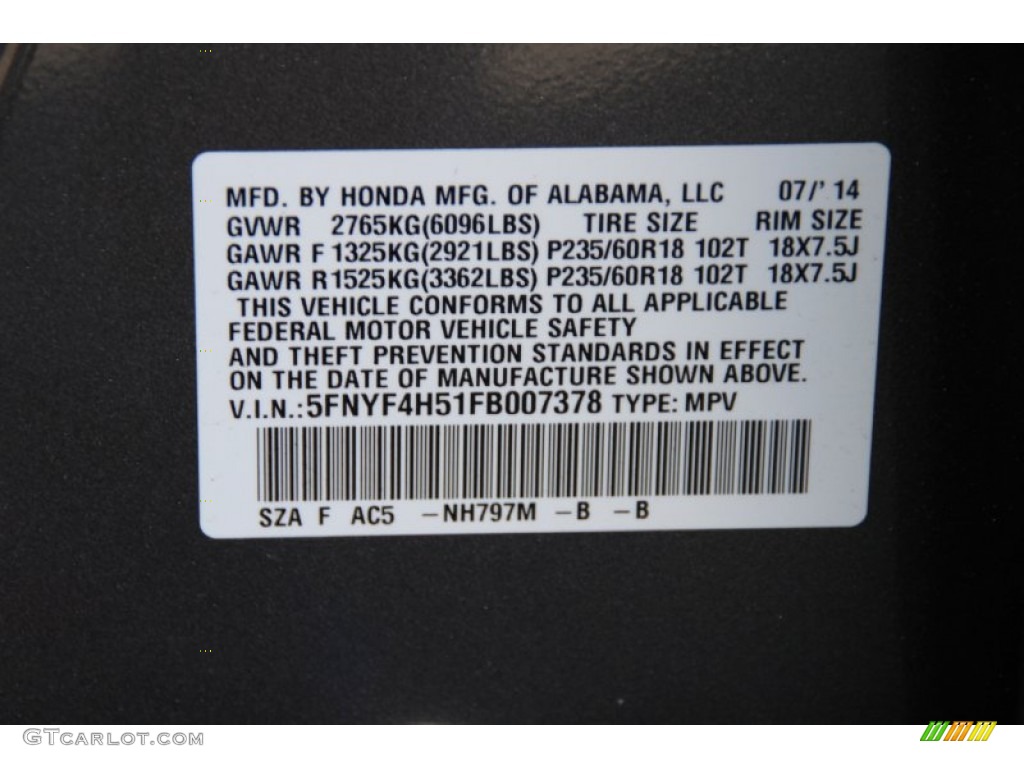 MFD. BY HONDA MFG. OF ALABAMA, LLC 07/' 14
GVWR 2765KG(6096LBS) TIRE SIZE RIM SIZE
GAWR F 1325KG(2921LBS) P235/60R18 102T 18X7.5J
GAWR R1525KG(3362LBS) P235/60R18 102T 18X7.5J
THIS VEHICLE CONFORMS TO ALL APPLICABLE
FEDERAL MOTOR VEHICLE SAFETY
AND THEFT PREVENTION STANDARDS IN EFFECT
ON THE DATE OF MANUFACTURE SHOWN ABOVE.
V.I.N.:5FNYF4H51FB007378 TYPE: MPV
SZA F AC5 -NH797M -B -B
GTCARLOT.COM